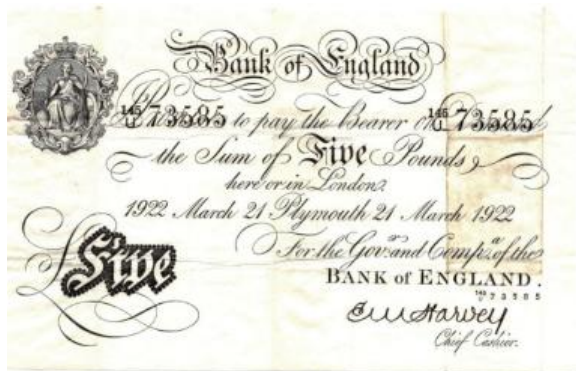 Bank of England
145/U 73585 to pay the Bearer on 145/U 73585
the Sum of Five Pounds
here or in London.
1922 March 21 Plymouth 21 March 1922
For the Gov.r and Comp.a of the
BANK of ENGLAND.
145/U 73585
Five
E M Harvey
Chief Cashier.